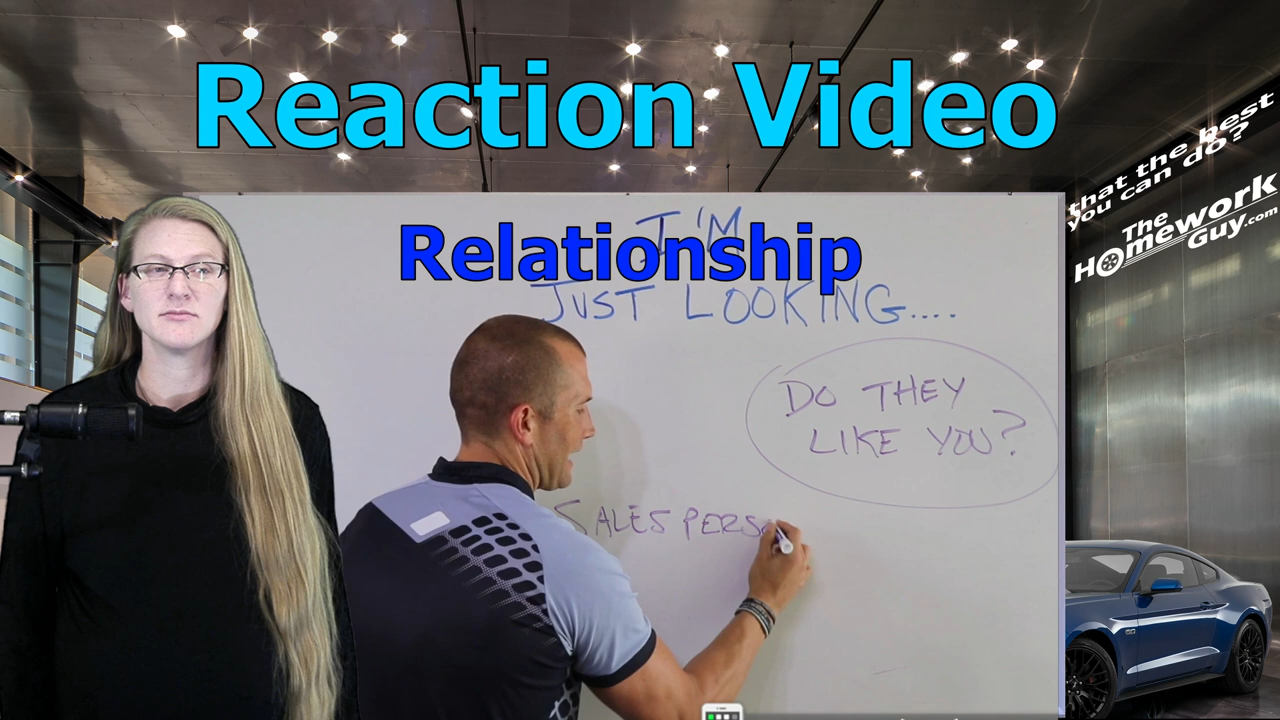 Reaction Video
I'M
Relationship
JUST LOOKING....
DO THEY
LIKE YOU?
SALES PERSO
that the best
you can do?
The
Homework
Guy.com